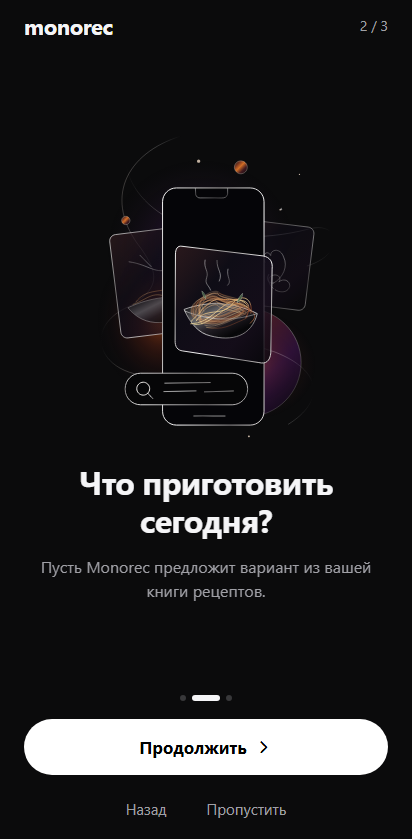 monorec
2 / 3
Что приготовить
сегодня?
Пусть Monorec предложит вариант из вашей
книги рецептов.
Продолжить
Назад
Пропустить